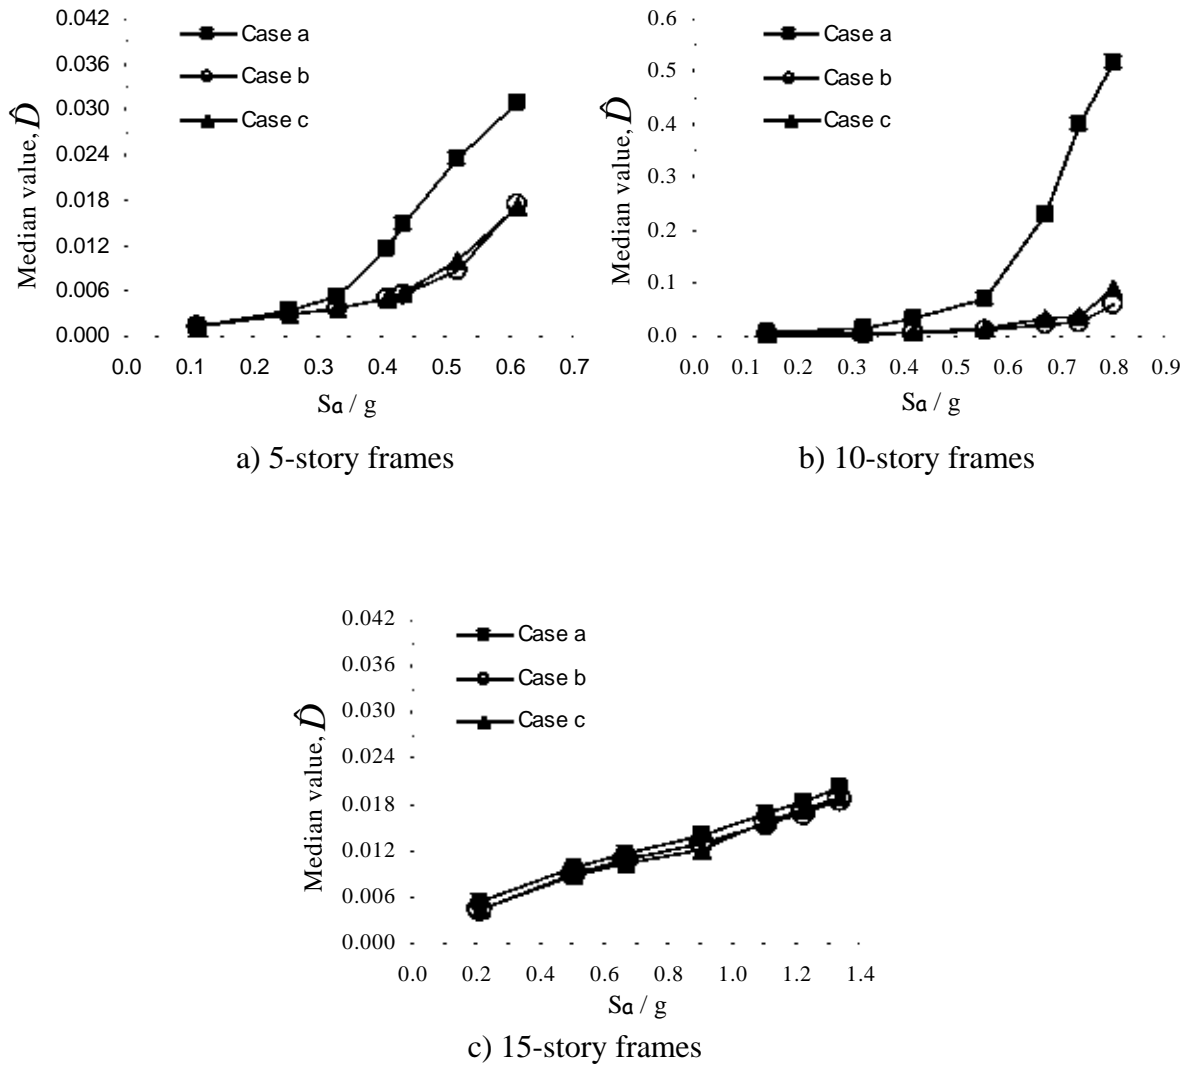 0.042
0.036
0.030
0.024
0.018
0.012
0.006
0.000
Median value, D̂
Case a
Case b
Case c
0.0 0.1 0.2 0.3 0.4 0.5 0.6 0.7
Sa / g
a) 5-story frames
0.6
0.5
0.4
0.3
0.2
0.1
0.0
Median value, D̂
Case a
Case b
Case c
0.0 0.1 0.2 0.3 0.4 0.5 0.6 0.7 0.8 0.9
Sa / g
b) 10-story frames
0.042
0.036
0.030
0.024
0.018
0.012
0.006
0.000
Median value, D̂
Case a
Case b
Case c
0.0 0.2 0.4 0.6 0.8 1.0 1.2 1.4
Sa / g
c) 15-story frames